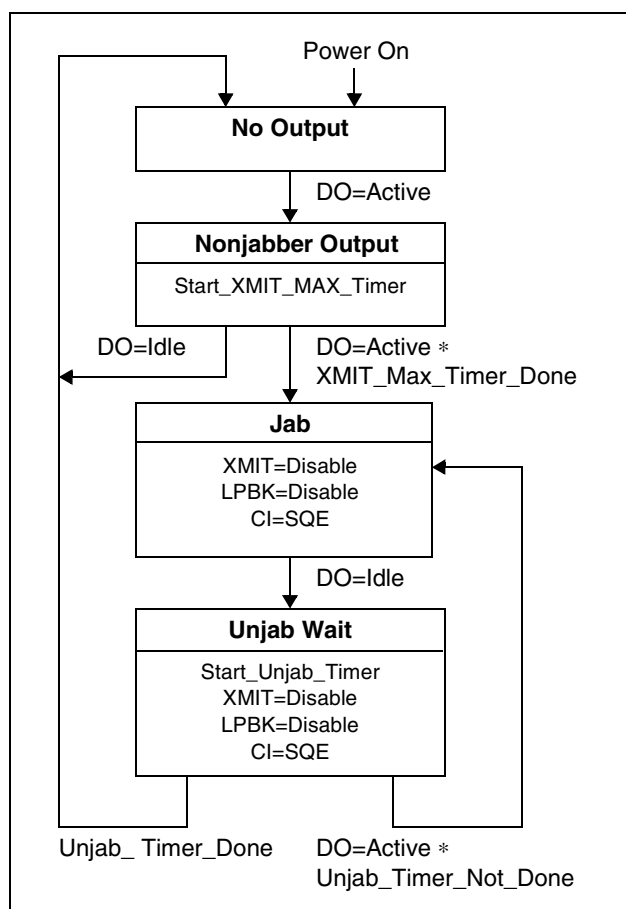 Power On
No Output
DO=Active
Nonjabber Output
Start_XMIT_MAX_Timer
DO=Idle
DO=Active *
XMIT_Max_Timer_Done
Jab
XMIT=Disable
LPBK=Disable
CI=SQE
DO=Idle
Unjab Wait
Start_Unjab_Timer
XMIT=Disable
LPBK=Disable
CI=SQE
Unjab_ Timer_Done
DO=Active *
Unjab_Timer_Not_Done